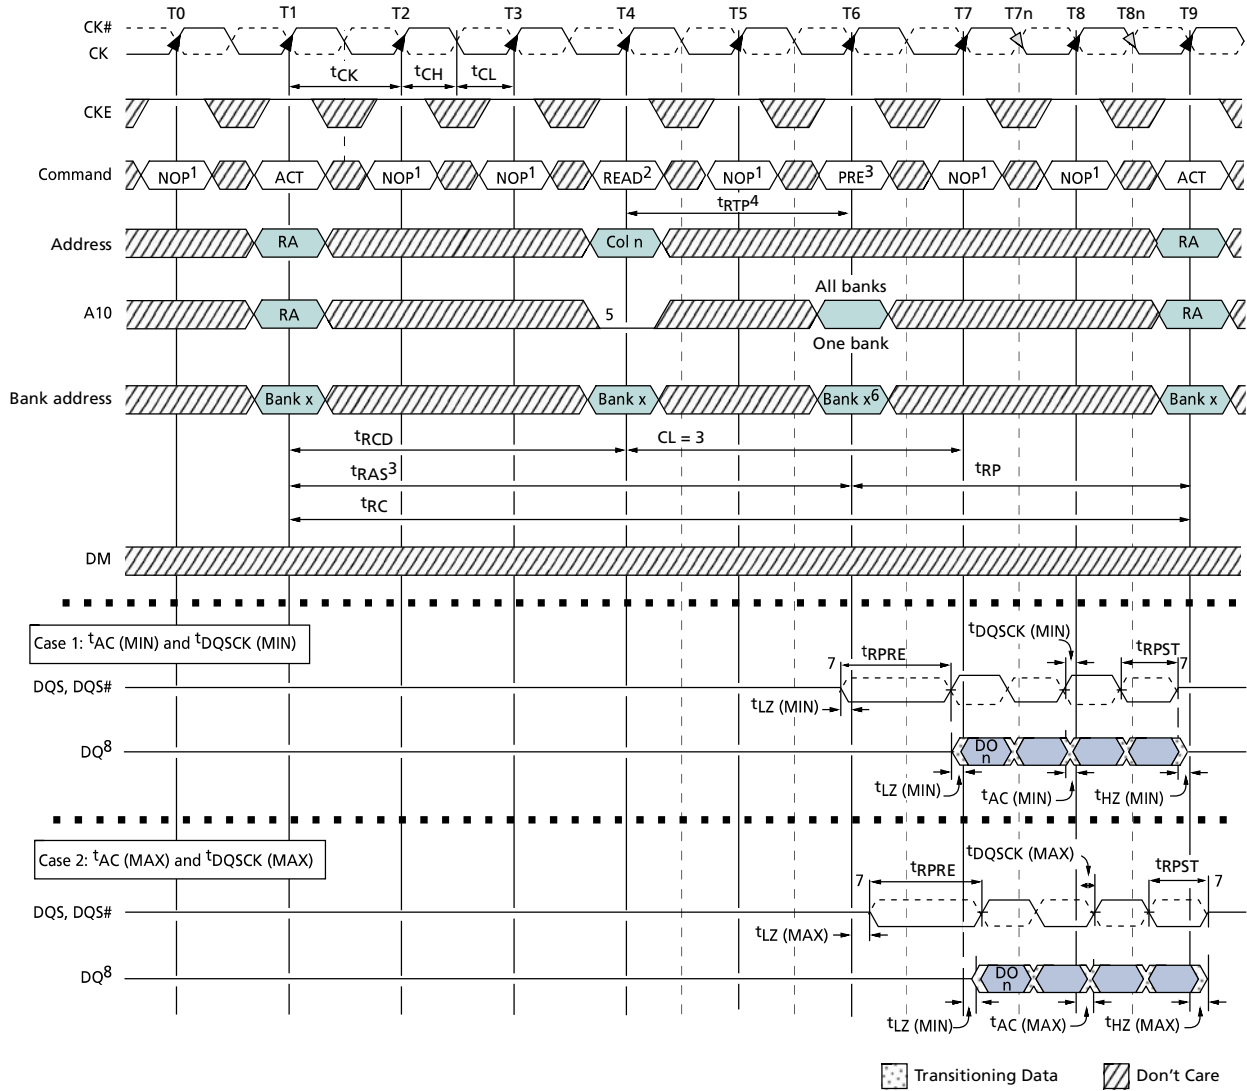 T0 T1 T2 T3 T4 T5 T6 T7 T7n T8 T8n T9
CK#
CK
tCK tCH tCL
CKE
Command NOP1 ACT NOP1 NOP1 READ2 NOP1 PRE3 NOP1 NOP1 ACT
tRTP4
Address RA Col n RA
All banks
A10 RA 5 RA
One bank
Bank address Bank x Bank x Bank x6 Bank x
tRCD CL = 3
tRAS3 tRP
tRC
DM
Case 1: tAC (MIN) and tDQSCK (MIN)
tDQSCK (MIN)
7 tRPRE tRPST 7
DQS, DQS#
tLZ (MIN)
DQ8 DO
n
tLZ (MIN) tAC (MIN) tHZ (MIN)
Case 2: tAC (MAX) and tDQSCK (MAX)
tDQSCK (MAX)
7 tRPRE tRPST 7
DQS, DQS#
tLZ (MAX)
DQ8 DO
n
tLZ (MIN) tAC (MAX) tHZ (MAX)
Transitioning Data Don't Care